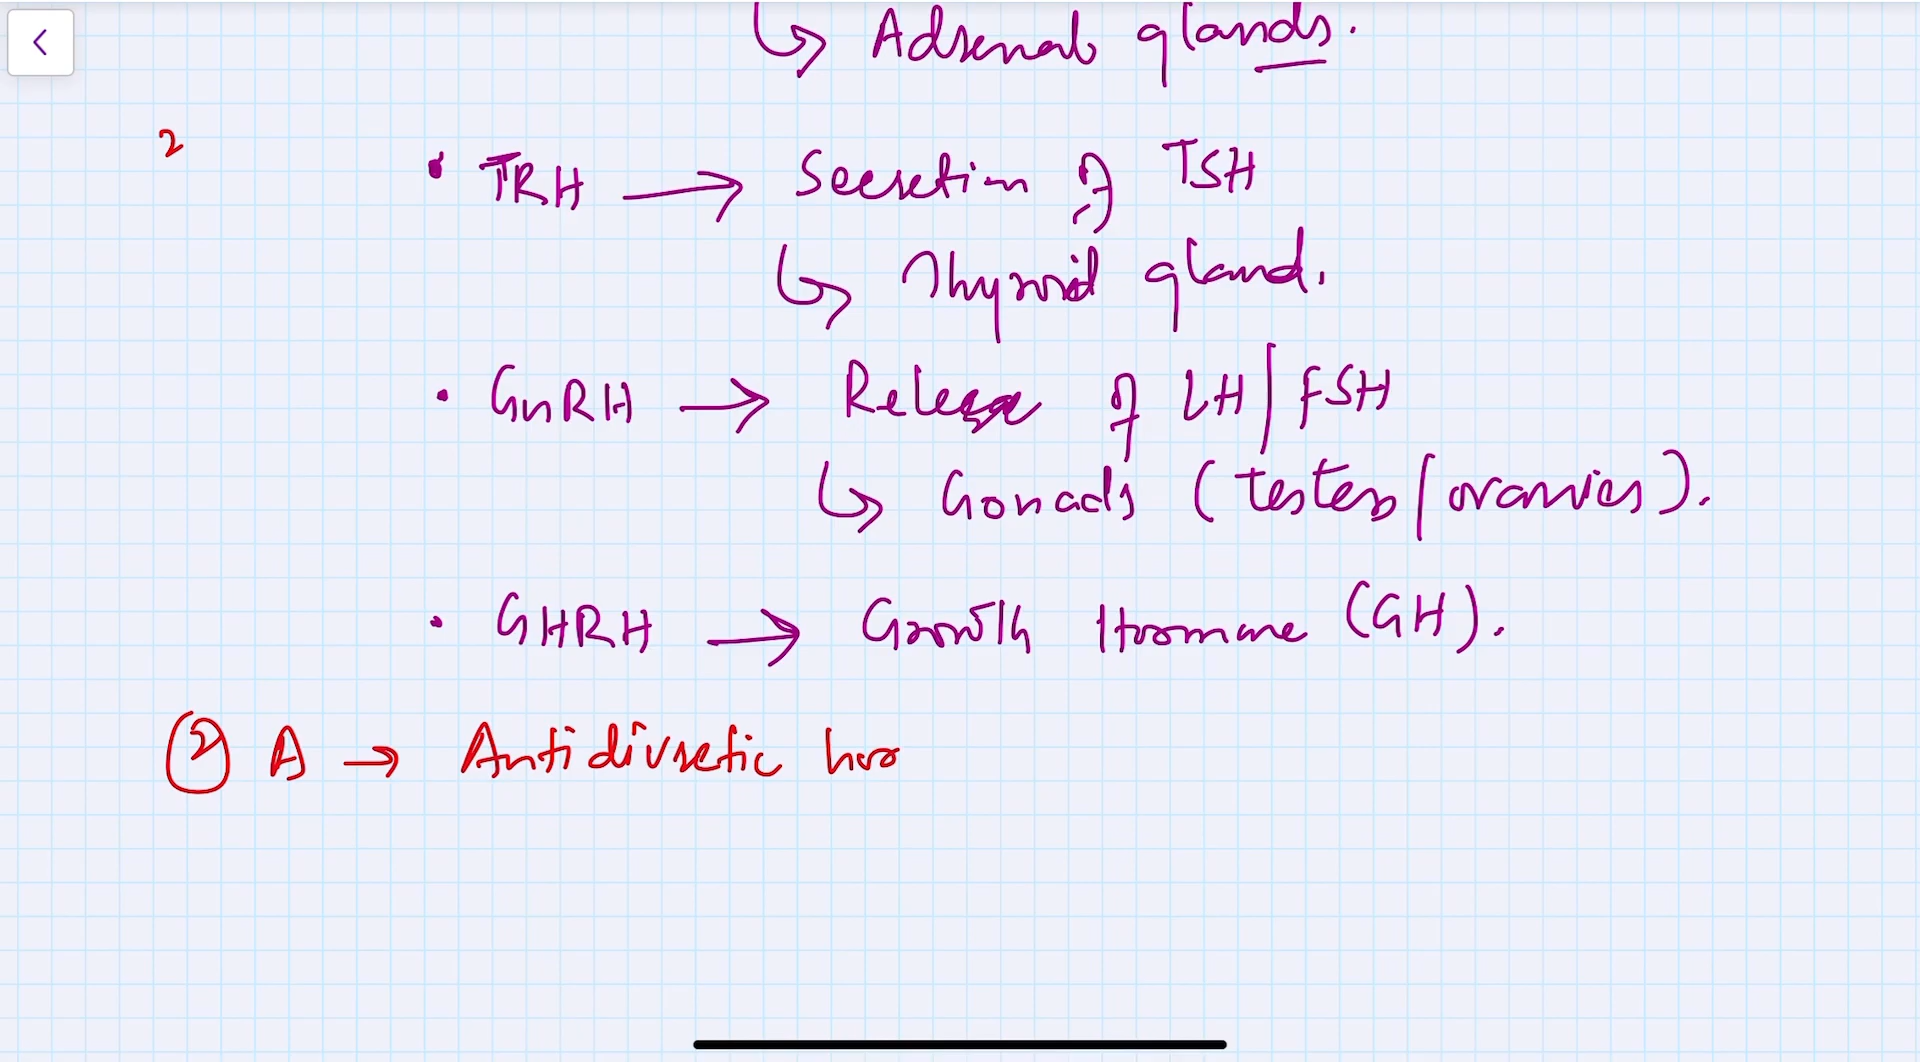 ↳ Adrenal glands.
2
• TRH → Secretion of TSH
↳ Thyroid gland.
• GnRH → Release of LH/FSH
↳ Gonads (testes/ovaries).
• GHRH → Growth Hormone (GH).
② A → Antidiuretic hor